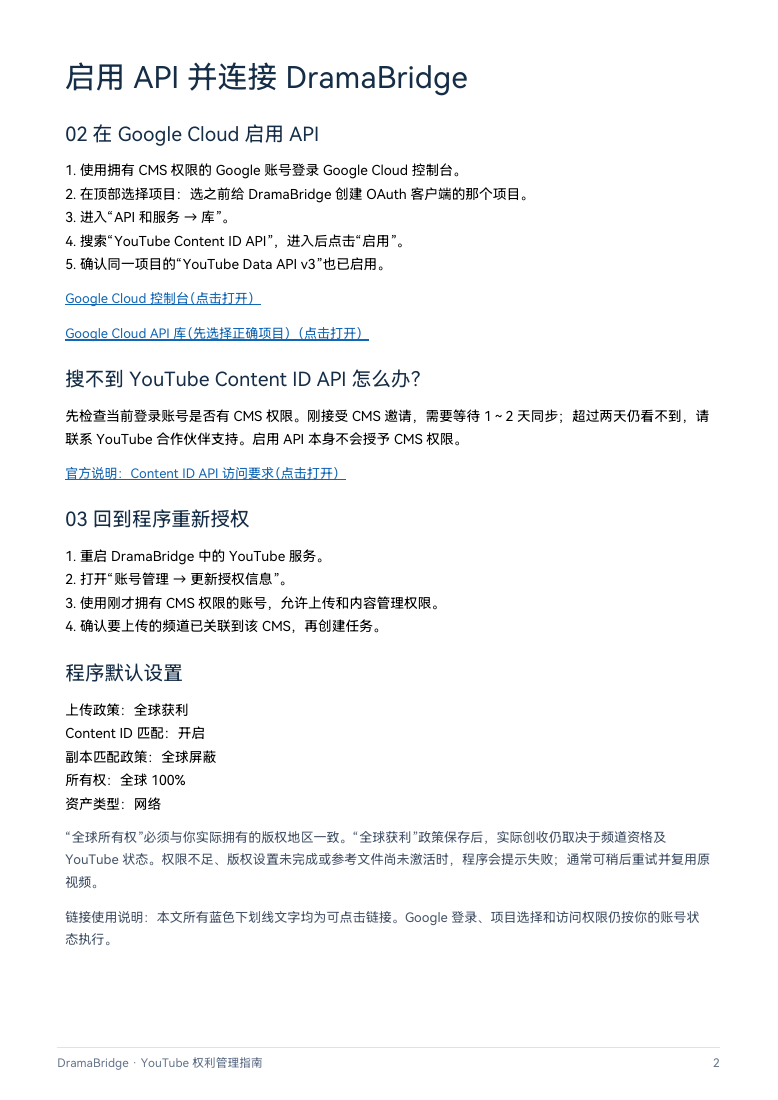 启用 API 并连接 DramaBridge
02 在 Google Cloud 启用 API
1. 使用拥有 CMS 权限的 Google 账号登录 Google Cloud 控制台。
2. 在顶部选择项目：选之前给 DramaBridge 创建 OAuth 客户端的那个项目。
3. 进入“API 和服务 → 库”。
4. 搜索“YouTube Content ID API”，进入后点击“启用”。
5. 确认同一项目的“YouTube Data API v3”也已启用。
Google Cloud 控制台（点击打开）
Google Cloud API 库（先选择正确项目）（点击打开）
搜不到 YouTube Content ID API 怎么办？
先检查当前登录账号是否有 CMS 权限。刚接受 CMS 邀请，需要等待 1～2 天同步；超过两天仍看不到，请
联系 YouTube 合作伙伴支持。启用 API 本身不会授予 CMS 权限。
官方说明：Content ID API 访问要求（点击打开）
03 回到程序重新授权
1. 重启 DramaBridge 中的 YouTube 服务。
2. 打开“账号管理 → 更新授权信息”。
3. 使用刚才拥有 CMS 权限的账号，允许上传和内容管理权限。
4. 确认要上传的频道已关联到该 CMS，再创建任务。
程序默认设置
上传政策：全球获利
Content ID 匹配：开启
副本匹配政策：全球屏蔽
所有权：全球 100%
资产类型：网络
“全球所有权”必须与你实际拥有的版权地区一致。“全球获利”政策保存后，实际创收仍取决于频道资格及
YouTube 状态。权限不足、版权设置未完成或参考文件尚未激活时，程序会提示失败；通常可稍后重试并复用原
视频。
链接使用说明：本文所有蓝色下划线文字均为可点击链接。Google 登录、项目选择和访问权限仍按你的账号状
态执行。
DramaBridge · YouTube 权利管理指南
2